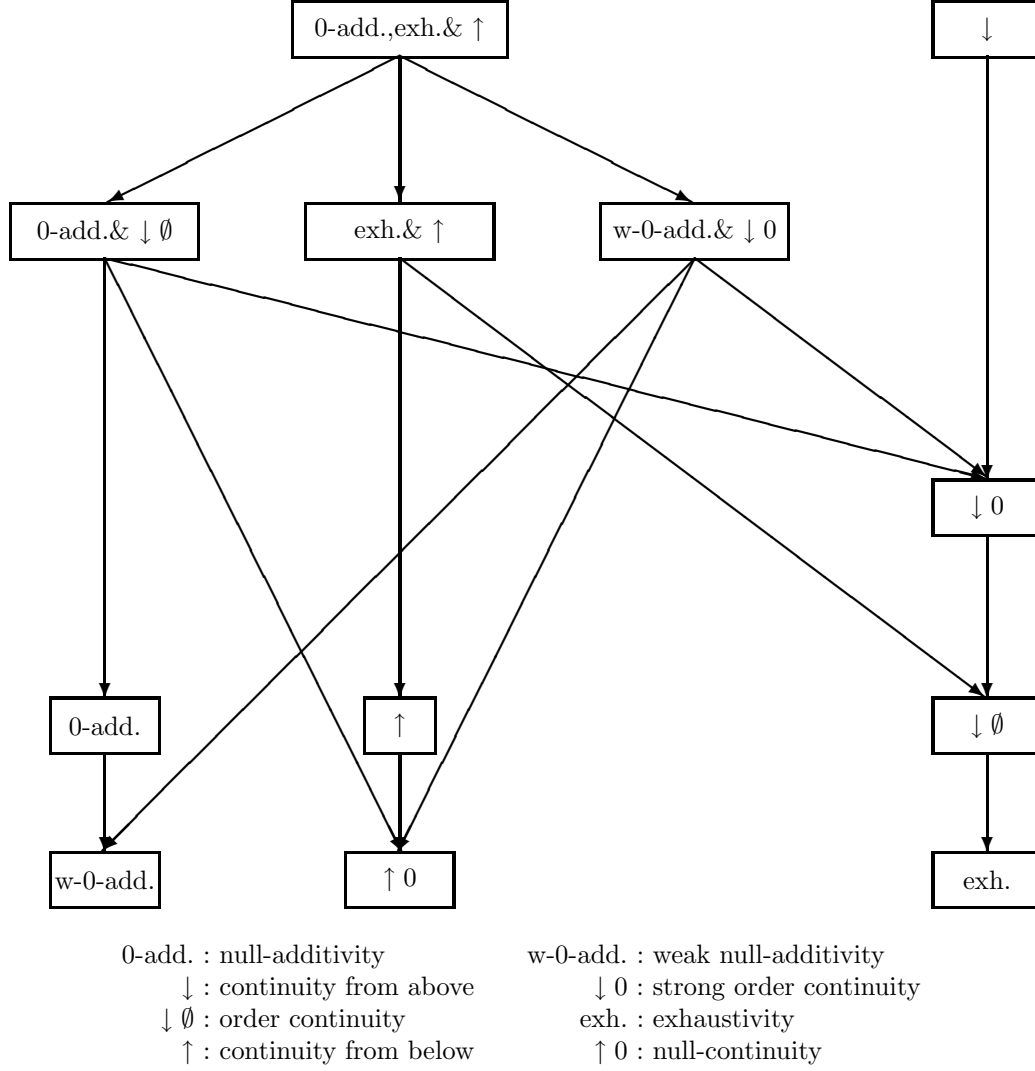 0-add.,exh.& ↑
↓
0-add.& ↓ ∅
exh.& ↑
w-0-add.& ↓ 0
↓ 0
0-add.
↑
↓ ∅
w-0-add.
↑ 0
exh.
0-add. : null-additivity
w-0-add. : weak null-additivity
↓ : continuity from above
↓ 0 : strong order continuity
↓ ∅ : order continuity
exh. : exhaustivity
↑ : continuity from below
↑ 0 : null-continuity